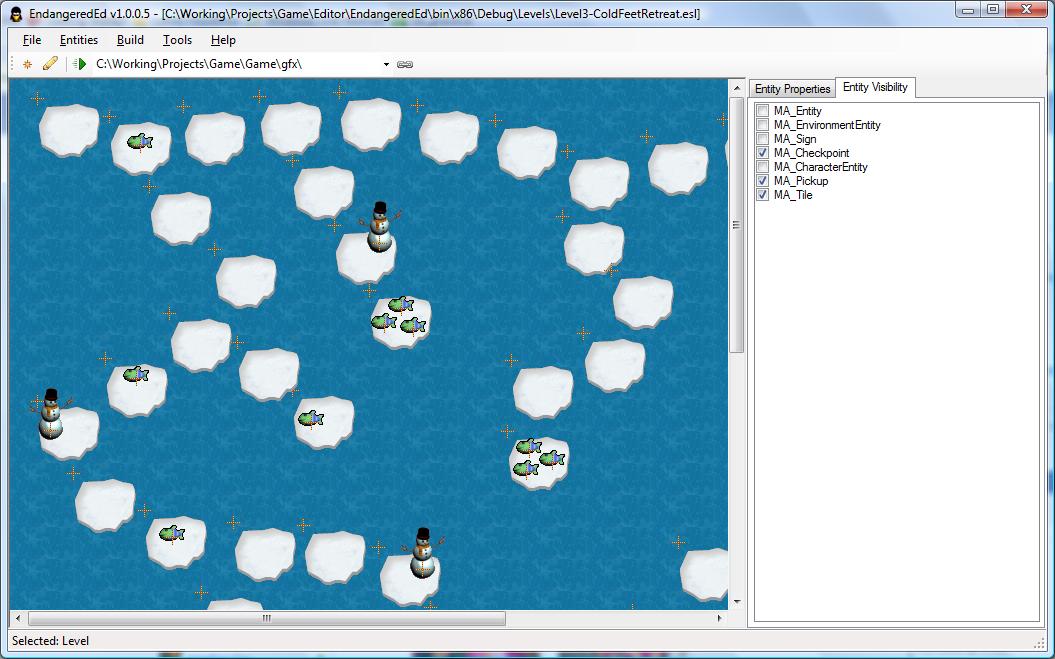 EndangeredEd v1.0.0.5 - [C:\Working\Projects\Game\Editor\EndangeredEd\bin\x86\Debug\Levels\Level3-ColdFeetRetreat.esl]
File Entities Build Tools Help
C:\Working\Projects\Game\Game\gfx\
Entity Properties Entity Visibility
MA_Entity
MA_EnvironmentEntity
MA_Sign
MA_Checkpoint
MA_CharacterEntity
MA_Pickup
MA_Tile
Selected: Level